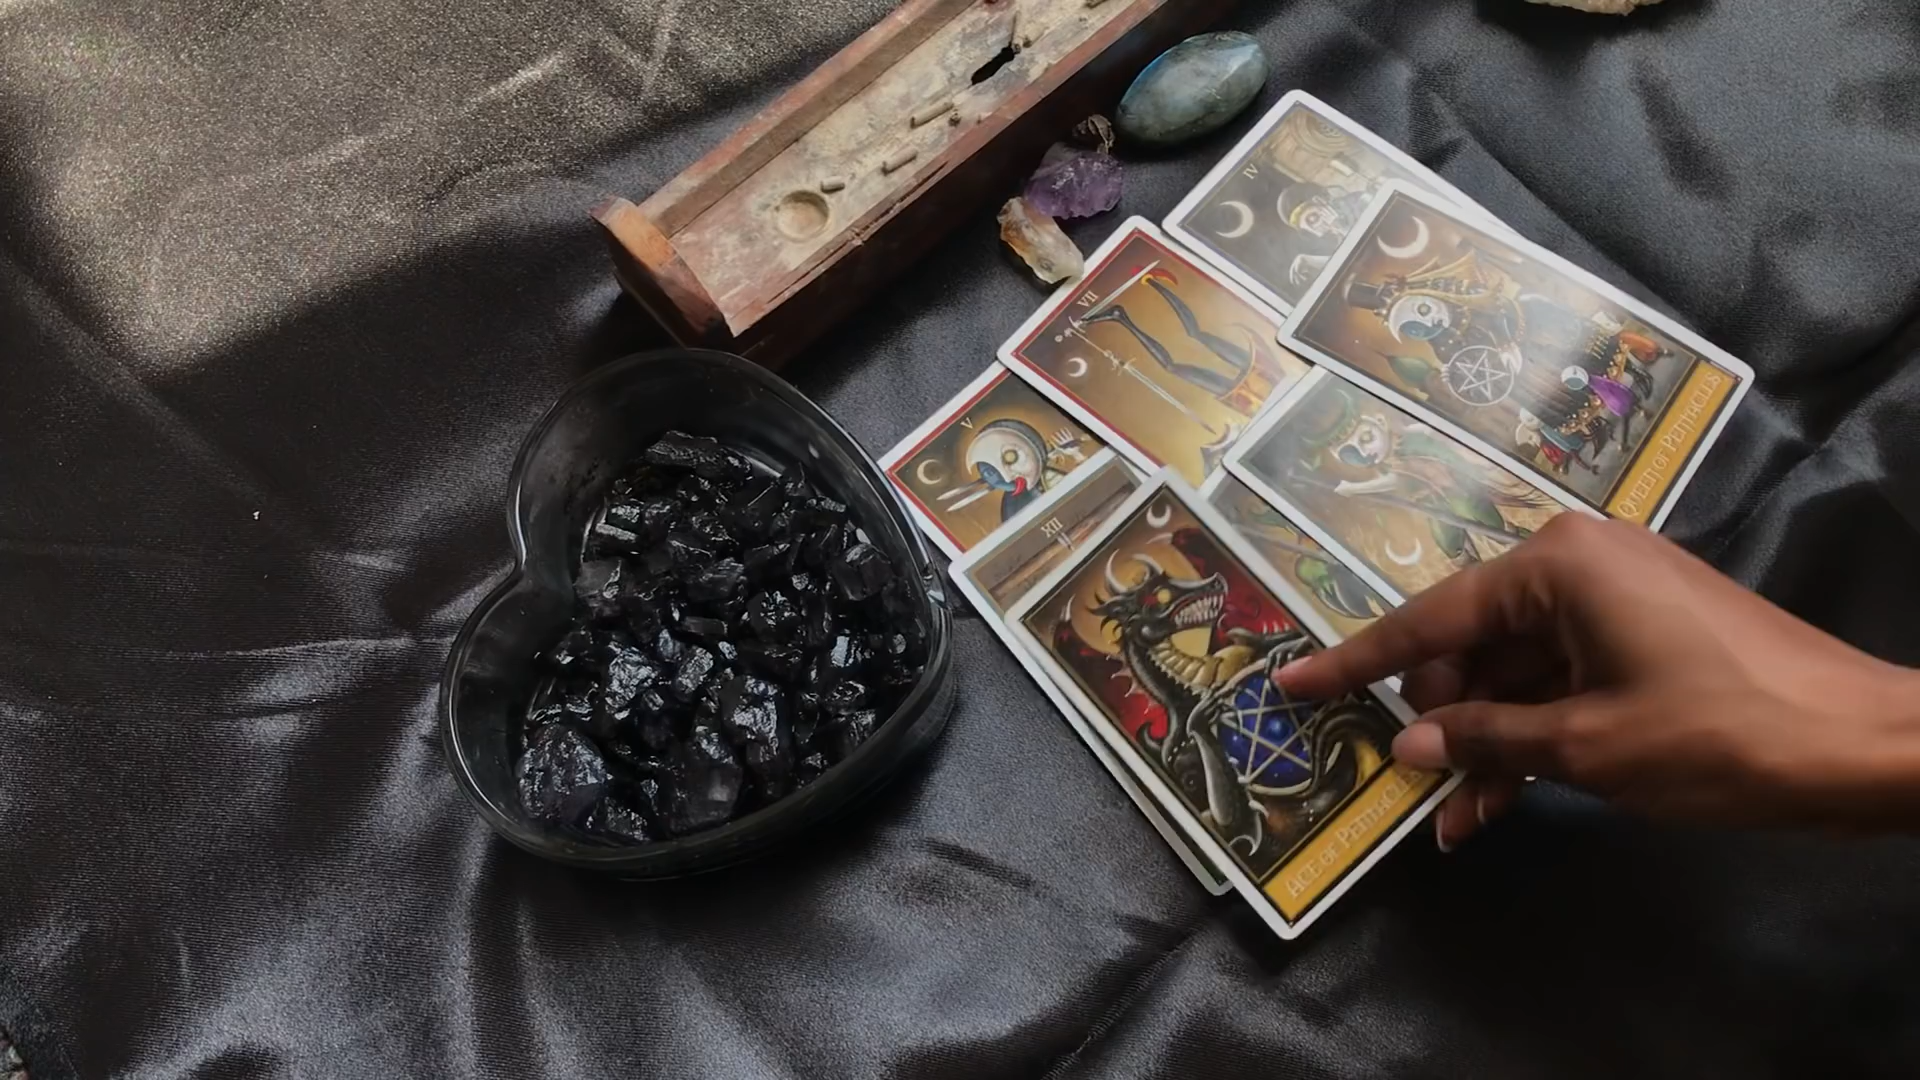 IV
VII
QUEEN OF PENTACLES
V
XII
ACE OF PENTACLES